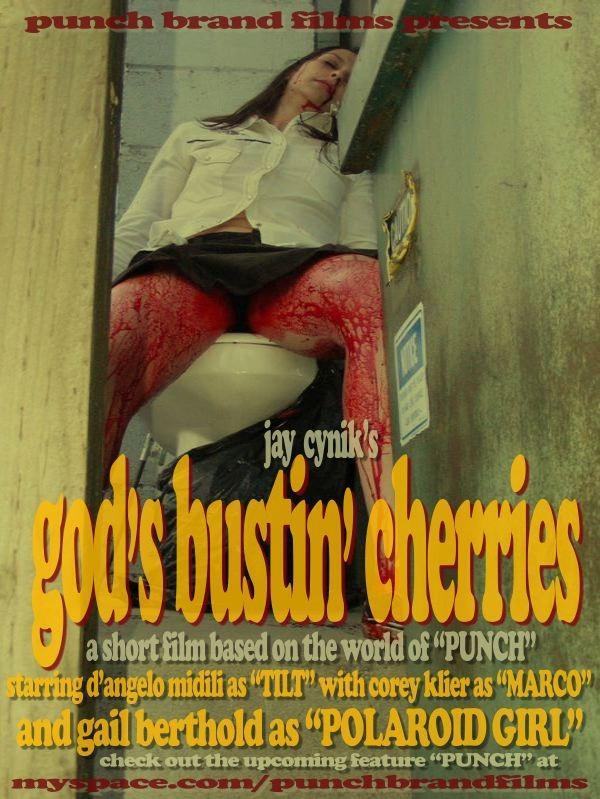 punch brand films presents
CAUTION
NOTICE
jay cynik's
god's bustin' cherries
a short film based on the world of "PUNCH"
starring d'angelo midili as "TILT" with corey klier as "MARCO"
and gail berthold as "POLAROID GIRL"
check out the upcoming feature "PUNCH" at
myspace.com/punchbrandfilms